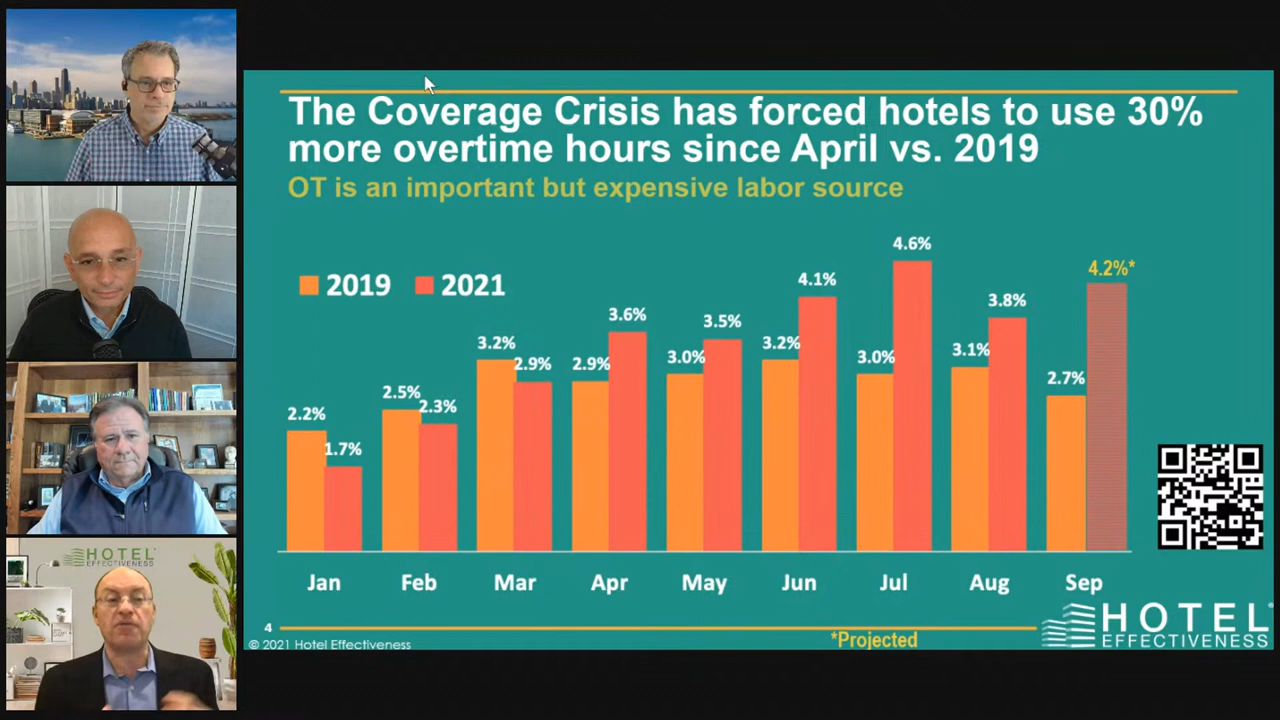 The Coverage Crisis has forced hotels to use 30%
more overtime hours since April vs. 2019
OT is an important but expensive labor source
2019
2021
2.2%
1.7%
2.5%
2.3%
3.2%
2.9%
2.9%
3.6%
3.0%
3.5%
3.2%
4.1%
3.0%
4.6%
3.1%
3.8%
2.7%
4.2%*
Jan
Feb
Mar
Apr
May
Jun
Jul
Aug
Sep
4
© 2021 Hotel Effectiveness
*Projected
HOTEL
EFFECTIVENESS
HOTEL
EFFECTIVENESS